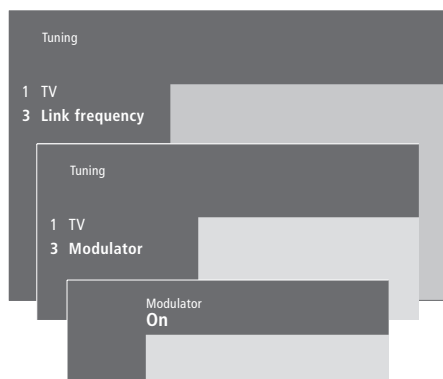 Tuning
1 TV
3 Link frequency
Tuning
1 TV
3 Modulator
Modulator
On